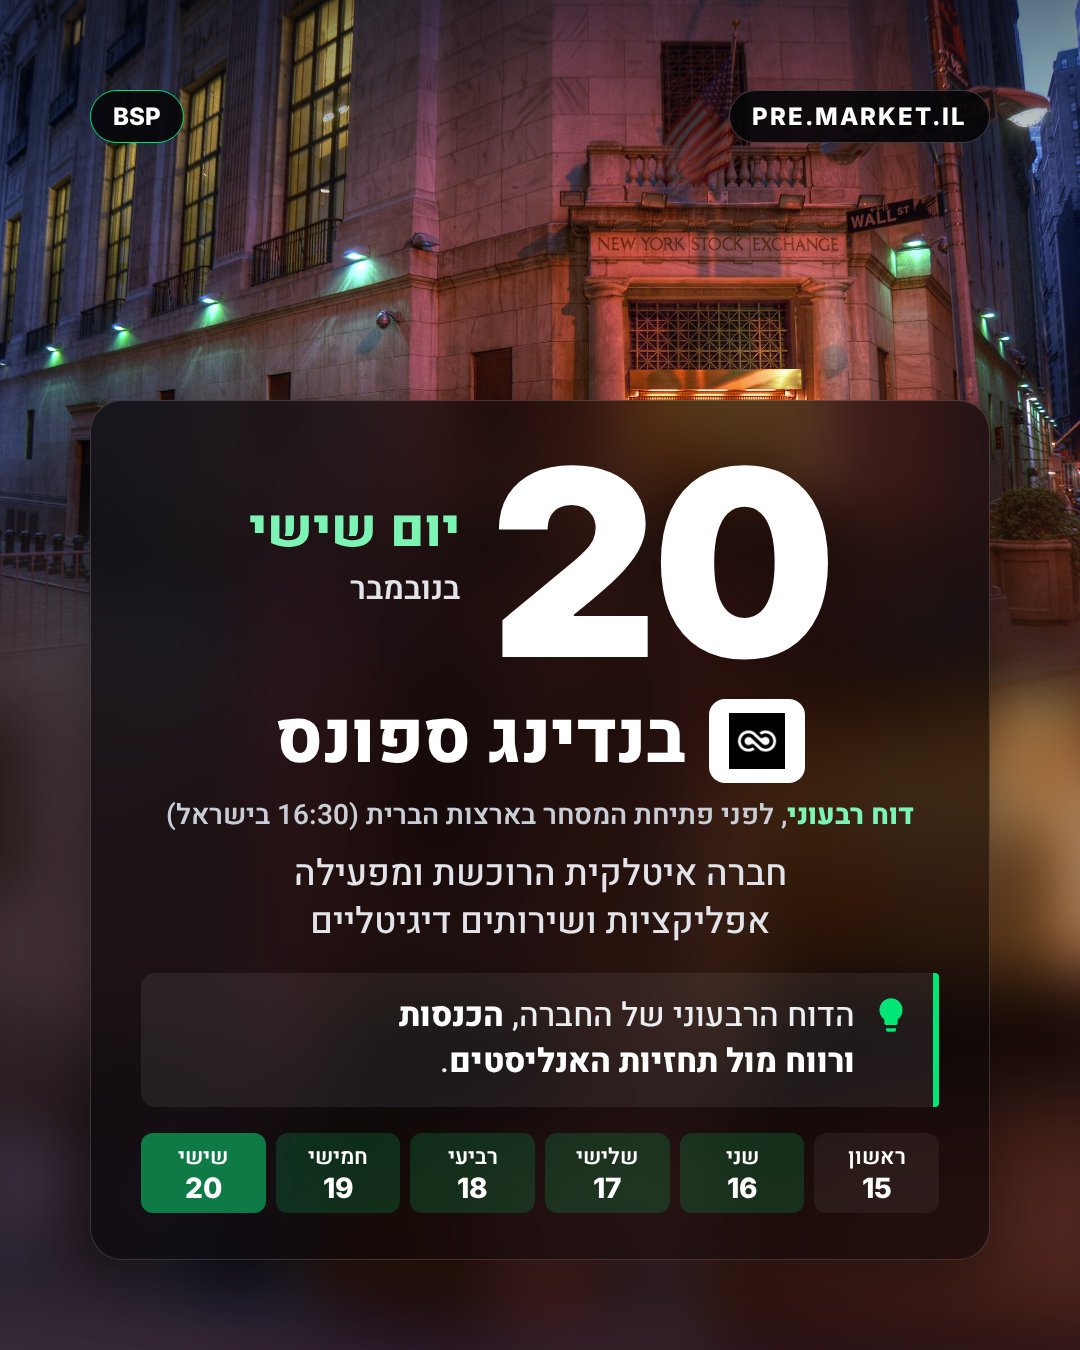 BSP
PRE.MARKET.IL
WALL ST
NEW YORK STOCK EXCHANGE
20
יום שישי
בנובמבר
בנדינג ספונס
דוח רבעוני, לפני פתיחת המסחר בארצות הברית (16:30 בישראל)
חברה איטלקית הרוכשת ומפעילה
אפליקציות ושירותים דיגיטליים
הדוח הרבעוני של החברה, הכנסות
ורווח מול תחזיות האנליסטים.
ראשון שני שלישי רביעי חמישי שישי
15 16 17 18 19 20